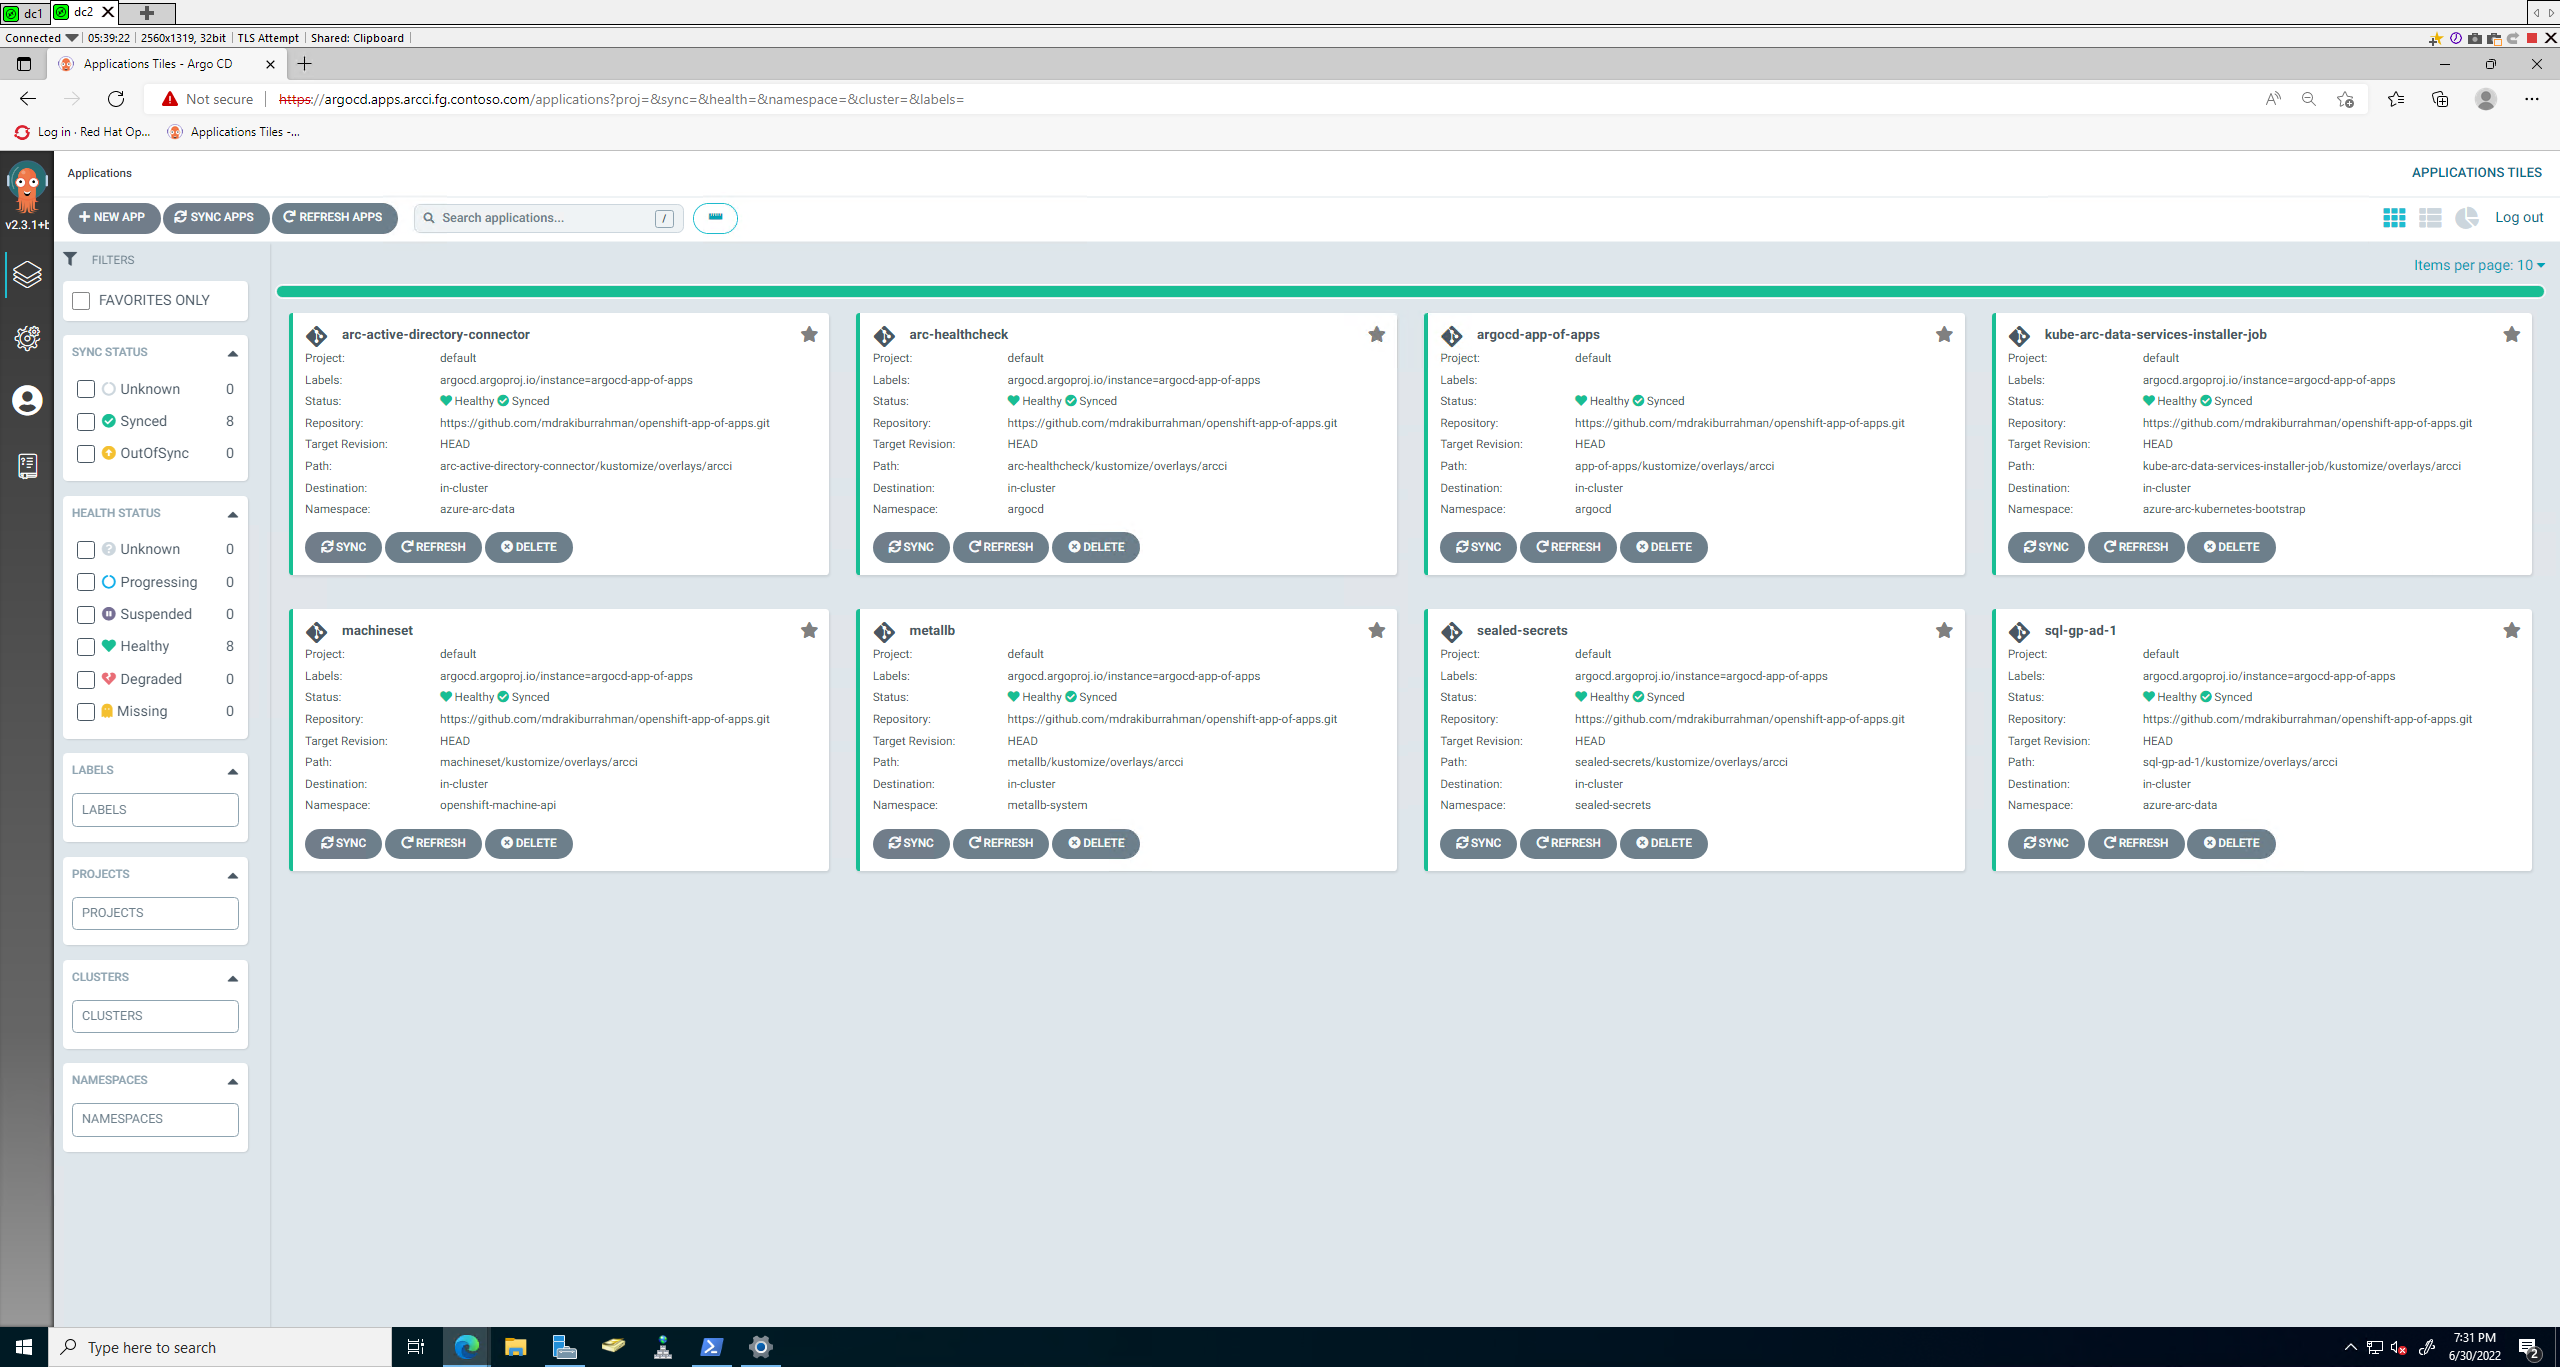 dc1
dc2
Connected
05:39:22
2560x1319, 32bit
TLS Attempt
Shared: Clipboard
Applications Tiles - Argo CD
Not secure
https://argocd.apps.arcci.fg.contoso.com/applications?proj=&sync=&health=&namespace=&cluster=&labels=
Log in · Red Hat Op...
Applications Tiles -...
Applications
APPLICATIONS TILES
v2.3.1+b
NEW APP
SYNC APPS
REFRESH APPS
Search applications...
/
Log out
FILTERS
FAVORITES ONLY
SYNC STATUS
Unknown 0
Synced 8
OutOfSync 0
HEALTH STATUS
Unknown 0
Progressing 0
Suspended 0
Healthy 8
Degraded 0
Missing 0
LABELS
LABELS
PROJECTS
PROJECTS
CLUSTERS
CLUSTERS
NAMESPACES
NAMESPACES
Items per page: 10
arc-active-directory-connector
Project: default
Labels: argocd.argoproj.io/instance=argocd-app-of-apps
Status: Healthy Synced
Repository: https://github.com/mdrakiburrahman/openshift-app-of-apps.git
Target Revision: HEAD
Path: arc-active-directory-connector/kustomize/overlays/arcci
Destination: in-cluster
Namespace: azure-arc-data
SYNC REFRESH DELETE
arc-healthcheck
Project: default
Labels: argocd.argoproj.io/instance=argocd-app-of-apps
Status: Healthy Synced
Repository: https://github.com/mdrakiburrahman/openshift-app-of-apps.git
Target Revision: HEAD
Path: arc-healthcheck/kustomize/overlays/arcci
Destination: in-cluster
Namespace: argocd
SYNC REFRESH DELETE
argocd-app-of-apps
Project: default
Labels:
Status: Healthy Synced
Repository: https://github.com/mdrakiburrahman/openshift-app-of-apps.git
Target Revision: HEAD
Path: app-of-apps/kustomize/overlays/arcci
Destination: in-cluster
Namespace: argocd
SYNC REFRESH DELETE
kube-arc-data-services-installer-job
Project: default
Labels: argocd.argoproj.io/instance=argocd-app-of-apps
Status: Healthy Synced
Repository: https://github.com/mdrakiburrahman/openshift-app-of-apps.git
Target Revision: HEAD
Path: kube-arc-data-services-installer-job/kustomize/overlays/arcci
Destination: in-cluster
Namespace: azure-arc-kubernetes-bootstrap
SYNC REFRESH DELETE
machineset
Project: default
Labels: argocd.argoproj.io/instance=argocd-app-of-apps
Status: Healthy Synced
Repository: https://github.com/mdrakiburrahman/openshift-app-of-apps.git
Target Revision: HEAD
Path: machineset/kustomize/overlays/arcci
Destination: in-cluster
Namespace: openshift-machine-api
SYNC REFRESH DELETE
metallb
Project: default
Labels: argocd.argoproj.io/instance=argocd-app-of-apps
Status: Healthy Synced
Repository: https://github.com/mdrakiburrahman/openshift-app-of-apps.git
Target Revision: HEAD
Path: metallb/kustomize/overlays/arcci
Destination: in-cluster
Namespace: metallb-system
SYNC REFRESH DELETE
sealed-secrets
Project: default
Labels: argocd.argoproj.io/instance=argocd-app-of-apps
Status: Healthy Synced
Repository: https://github.com/mdrakiburrahman/openshift-app-of-apps.git
Target Revision: HEAD
Path: sealed-secrets/kustomize/overlays/arcci
Destination: in-cluster
Namespace: sealed-secrets
SYNC REFRESH DELETE
sql-gp-ad-1
Project: default
Labels: argocd.argoproj.io/instance=argocd-app-of-apps
Status: Healthy Synced
Repository: https://github.com/mdrakiburrahman/openshift-app-of-apps.git
Target Revision: HEAD
Path: sql-gp-ad-1/kustomize/overlays/arcci
Destination: in-cluster
Namespace: azure-arc-data
SYNC REFRESH DELETE
Type here to search
7:31 PM
6/30/2022
2